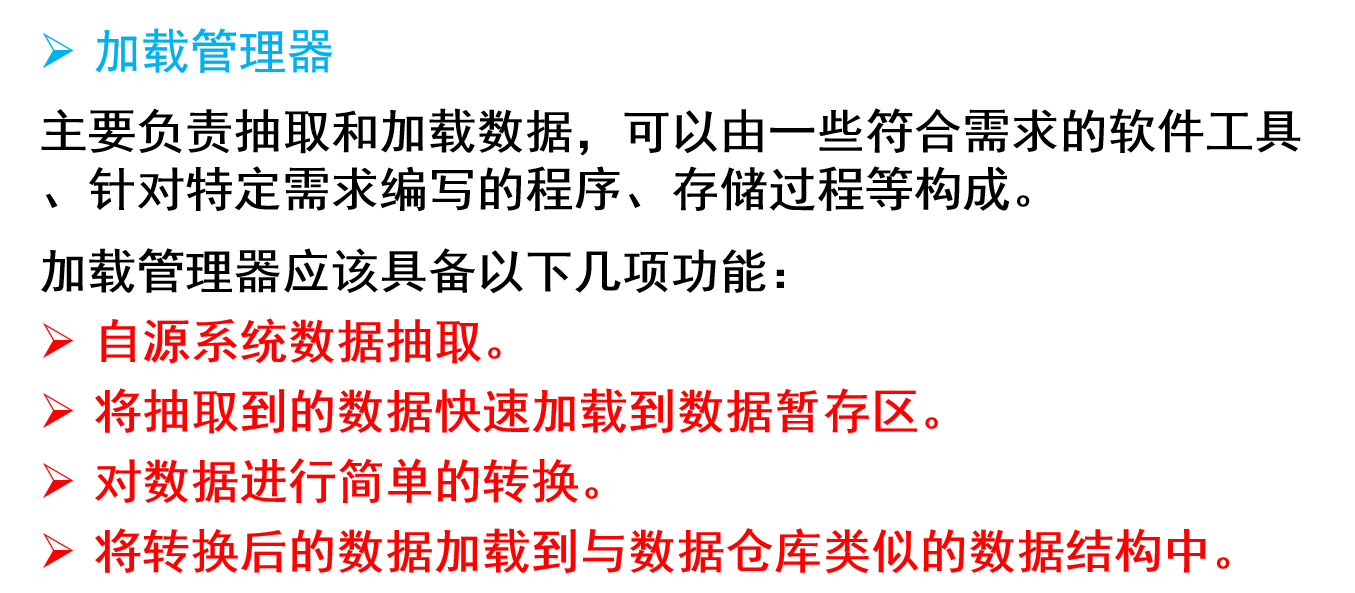 ➢ 加载管理器
主要负责抽取和加载数据，可以由一些符合需求的软件工具
、针对特定需求编写的程序、存储过程等构成。
加载管理器应该具备以下几项功能：
➢ 自源系统数据抽取。
➢ 将抽取到的数据快速加载到数据暂存区。
➢ 对数据进行简单的转换。
➢ 将转换后的数据加载到与数据仓库类似的数据结构中。